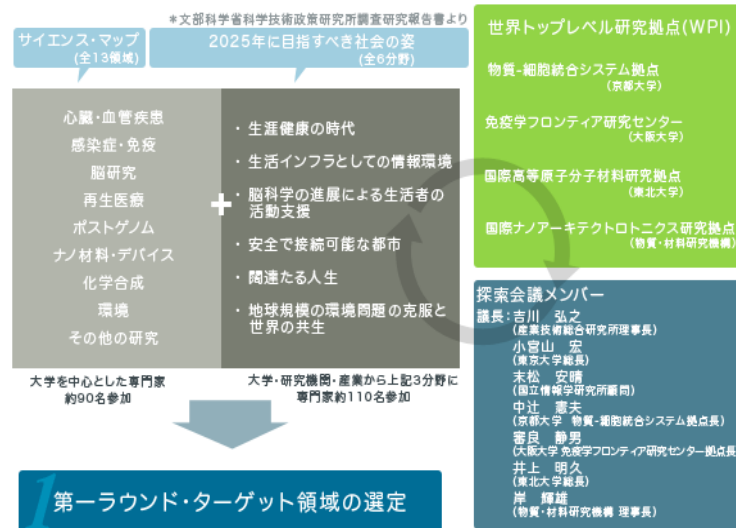 ＊文部科学省科学技術政策研究所調査研究報告書より
サイエンス・マップ
(全13領域)
2025年に目指すべき社会の姿
(全6分野)
心臓・血管疾患
感染症・免疫
脳研究
再生医療
ポストゲノム
ナノ材料・デバイス
化学合成
環境
その他の研究
+
・ 生涯健康の時代
・ 生活インフラとしての情報環境
・ 脳科学の進展による生活者の
活動支援
・ 安全で接続可能な都市
・ 闊達たる人生
・ 地球規模の環境問題の克服と
世界の共生
大学を中心とした専門家
約90名参加
大学・研究機関・産業から上記3分野に
専門家約110名参加
1 第一ラウンド・ターゲット領域の選定
世界トップレベル研究拠点(WPI)
物質-細胞統合システム拠点
(京都大学)
免疫学フロンティア研究センター
(大阪大学)
国際高等原子分子材料研究拠点
(東北大学)
国際ナノアーキテクトロトニクス研究拠点
(物質・材料研究機構)
探索会議メンバー
議長：吉川 弘之
(産業技術総合研究所理事長)
小宮山 宏
(東京大学総長)
末松 安晴
(国立情報学研究所顧問)
中辻 憲夫
(京都大学 物質-細胞統合システム拠点長)
審良 静男
(大阪大学 免疫学フロンティア研究センター拠点長)
井上 明久
(東北大学総長)
岸 輝雄
(物質・材料研究機構 理事長)